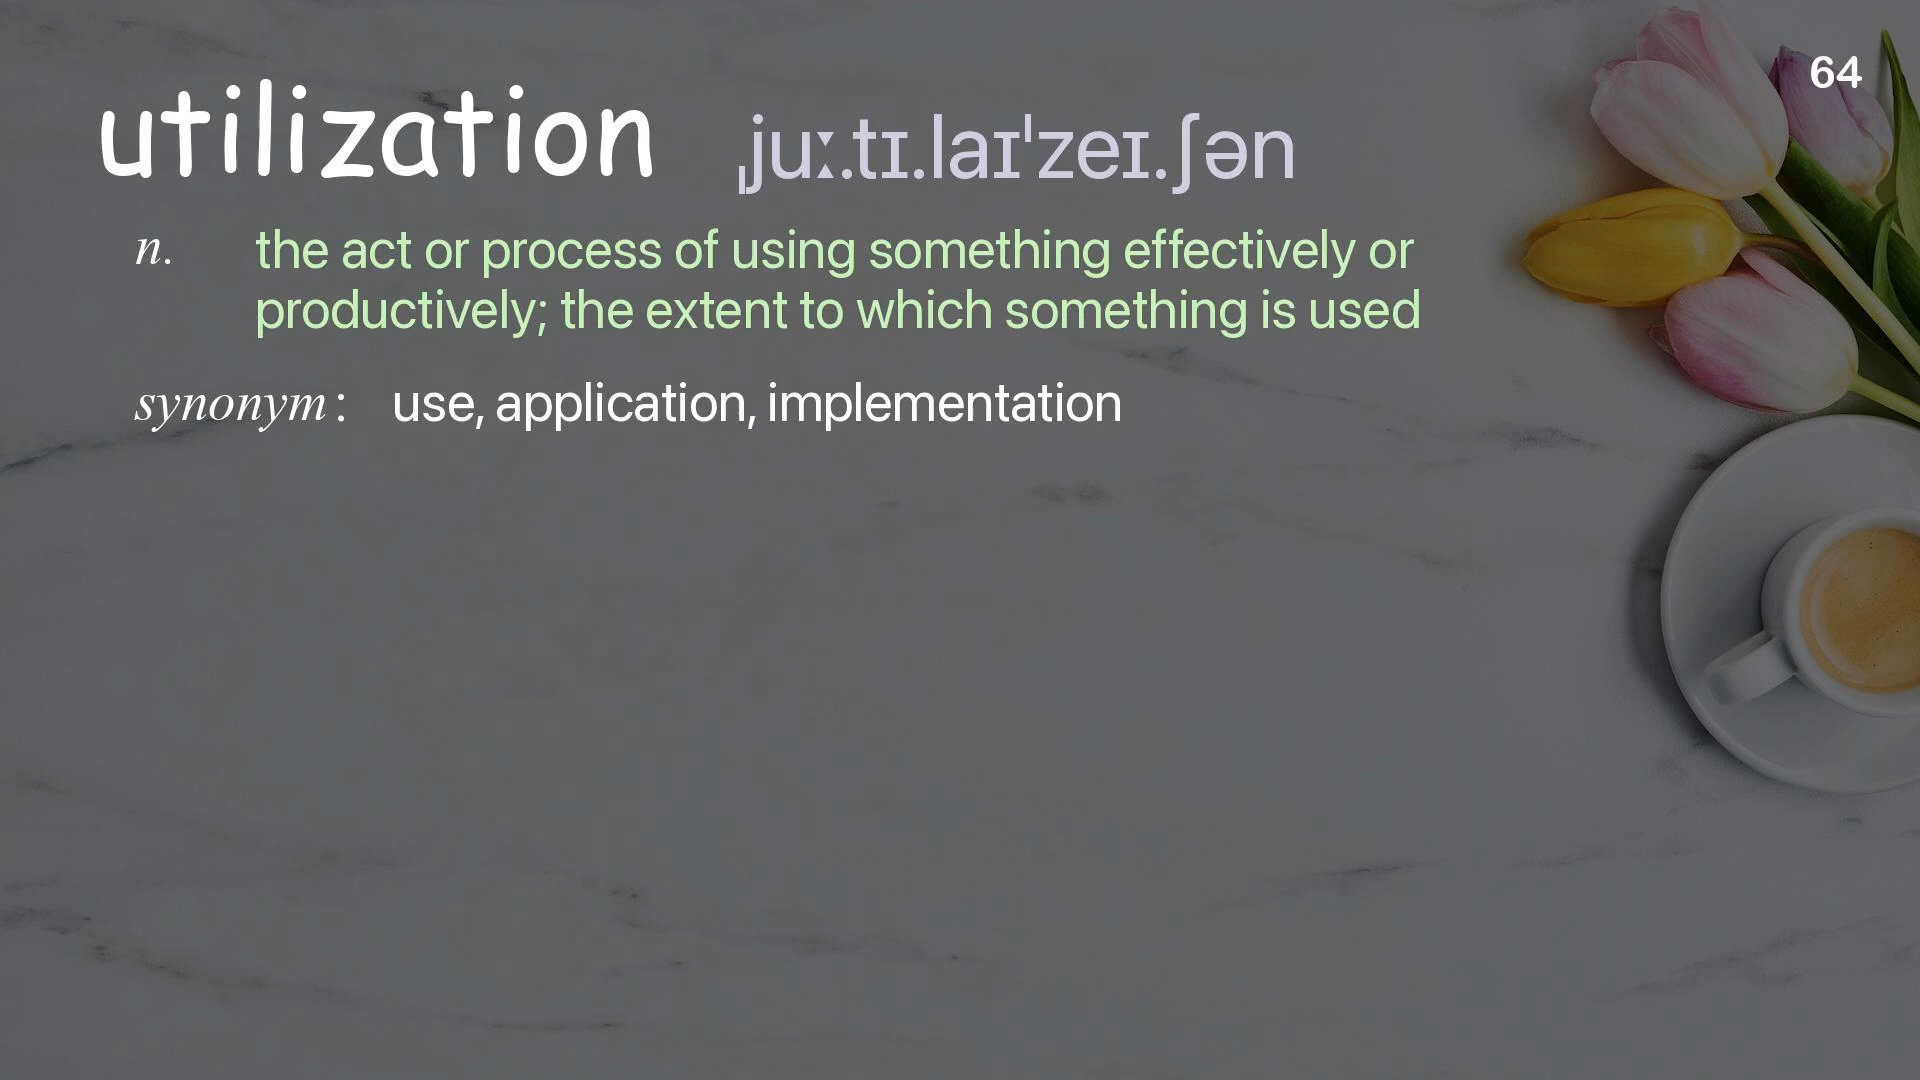 64
utilization ˌjuː.tɪ.laɪˈzeɪ.ʃən
n. the act or process of using something effectively or
productively; the extent to which something is used
synonym: use, application, implementation